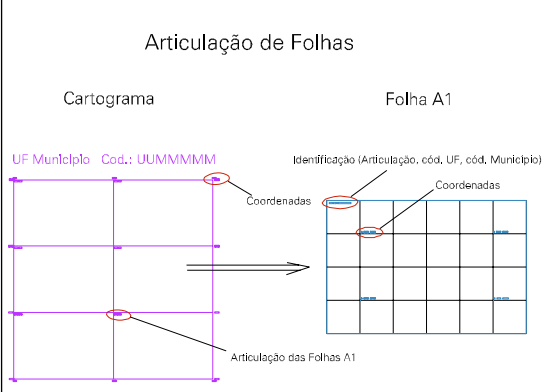 Articulação de Folhas
Cartograma
Folha A1
UF Municipio Cod.: UUMMMMM
Identificação (Articulação, cód. UF, cód. Município)
Coordenadas
Coordenadas
Articulação das Folhas A1